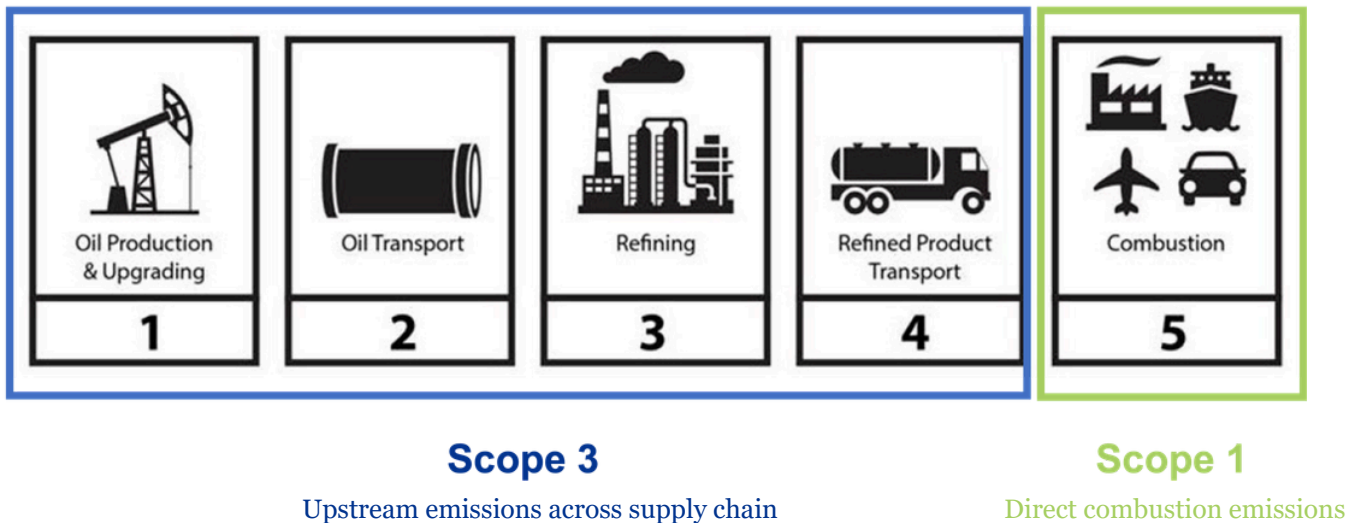 Oil Production
& Upgrading
1
Oil Transport
2
Refining
3
Refined Product
Transport
4
Combustion
5
Scope 3
Upstream emissions across supply chain
Scope 1
Direct combustion emissions